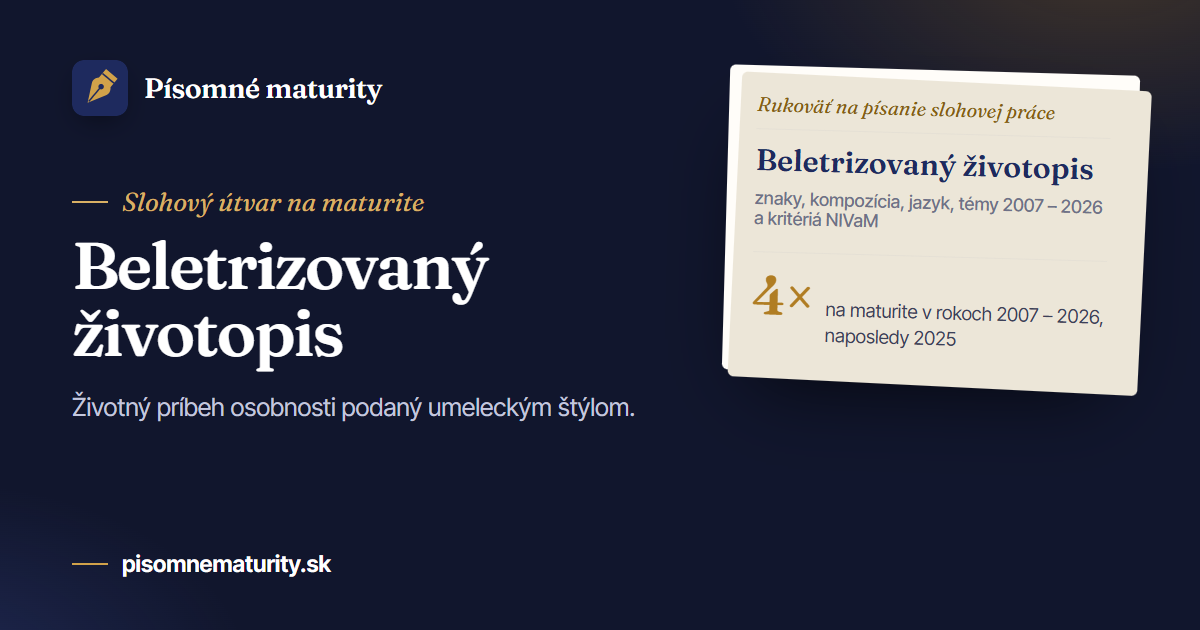 Písomné maturity
Slohový útvar na maturite
Beletrizovaný
životopis
Životný príbeh osobnosti podaný umeleckým štýlom.
pisomnematurity.sk
Rukoväť na písanie slohovej práce
Beletrizovaný životopis
znaky, kompozícia, jazyk, témy 2007 – 2026
a kritériá NIVaM
4×
na maturite v rokoch 2007 – 2026,
naposledy 2025